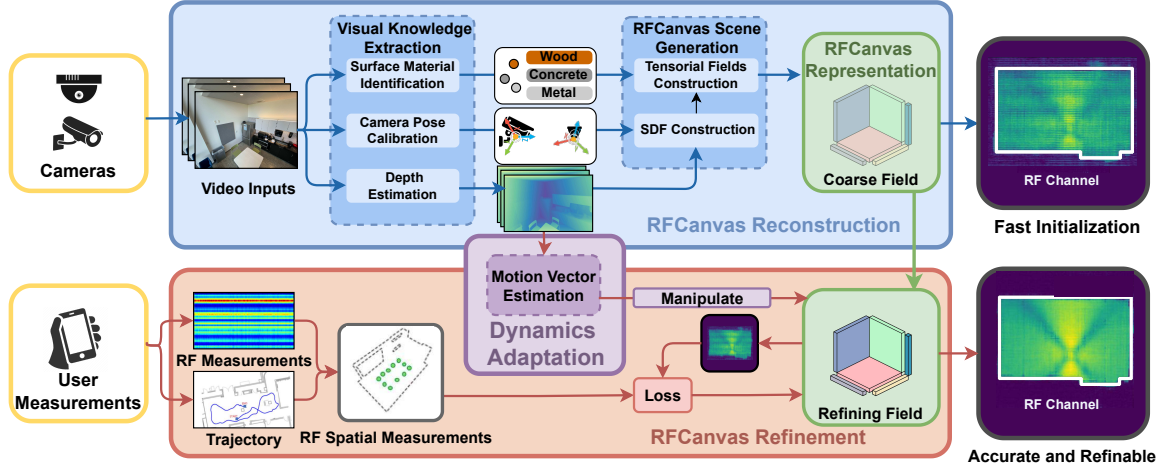 Cameras
Video Inputs
Visual Knowledge
Extraction
Surface Material
Identification
Camera Pose
Calibration
Depth
Estimation
Wood
Concrete
Metal
RFCanvas Scene
Generation
Tensorial Fields
Construction
SDF Construction
RFCanvas
Representation
Coarse Field
RFCanvas Reconstruction
RF Channel
Fast Initialization
User
Measurements
RF Measurements
Trajectory
RF Spatial Measurements
Motion Vector
Estimation
Dynamics
Adaptation
Manipulate
Loss
Refining Field
RFCanvas Refinement
RF Channel
Accurate and Refinable